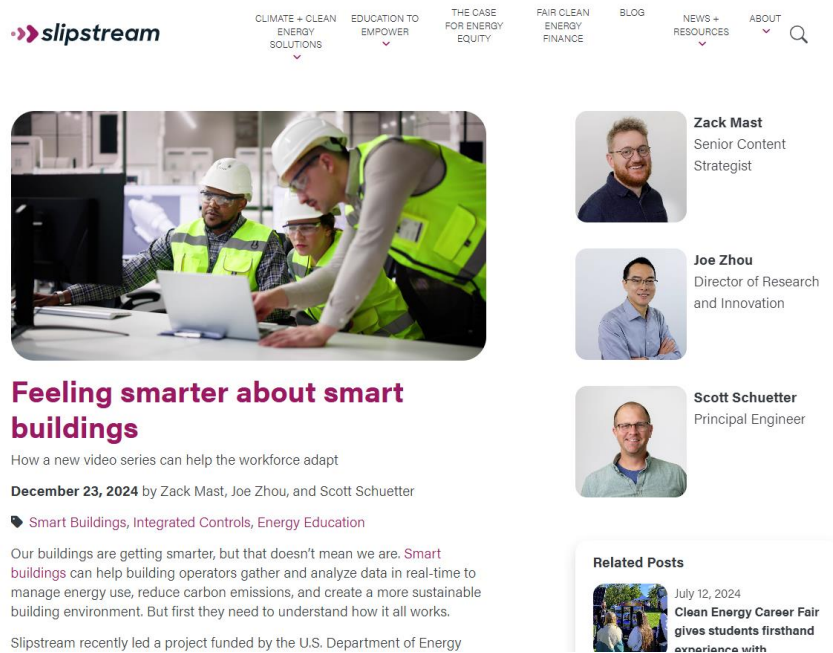 slipstream
CLIMATE + CLEAN
ENERGY
SOLUTIONS
EDUCATION TO
EMPOWER
THE CASE
FOR ENERGY
EQUITY
FAIR CLEAN
ENERGY
FINANCE
BLOG
NEWS +
RESOURCES
ABOUT
Feeling smarter about smart
buildings
How a new video series can help the workforce adapt
December 23, 2024 by Zack Mast, Joe Zhou, and Scott Schuetter
Smart Buildings, Integrated Controls, Energy Education
Our buildings are getting smarter, but that doesn't mean we are. Smart
buildings can help building operators gather and analyze data in real-time to
manage energy use, reduce carbon emissions, and create a more sustainable
building environment. But first they need to understand how it all works.
Slipstream recently led a project funded by the U.S. Department of Energy
Zack Mast
Senior Content
Strategist
Joe Zhou
Director of Research
and Innovation
Scott Schuetter
Principal Engineer
Related Posts
July 12, 2024
Clean Energy Career Fair
gives students firsthand
experience with